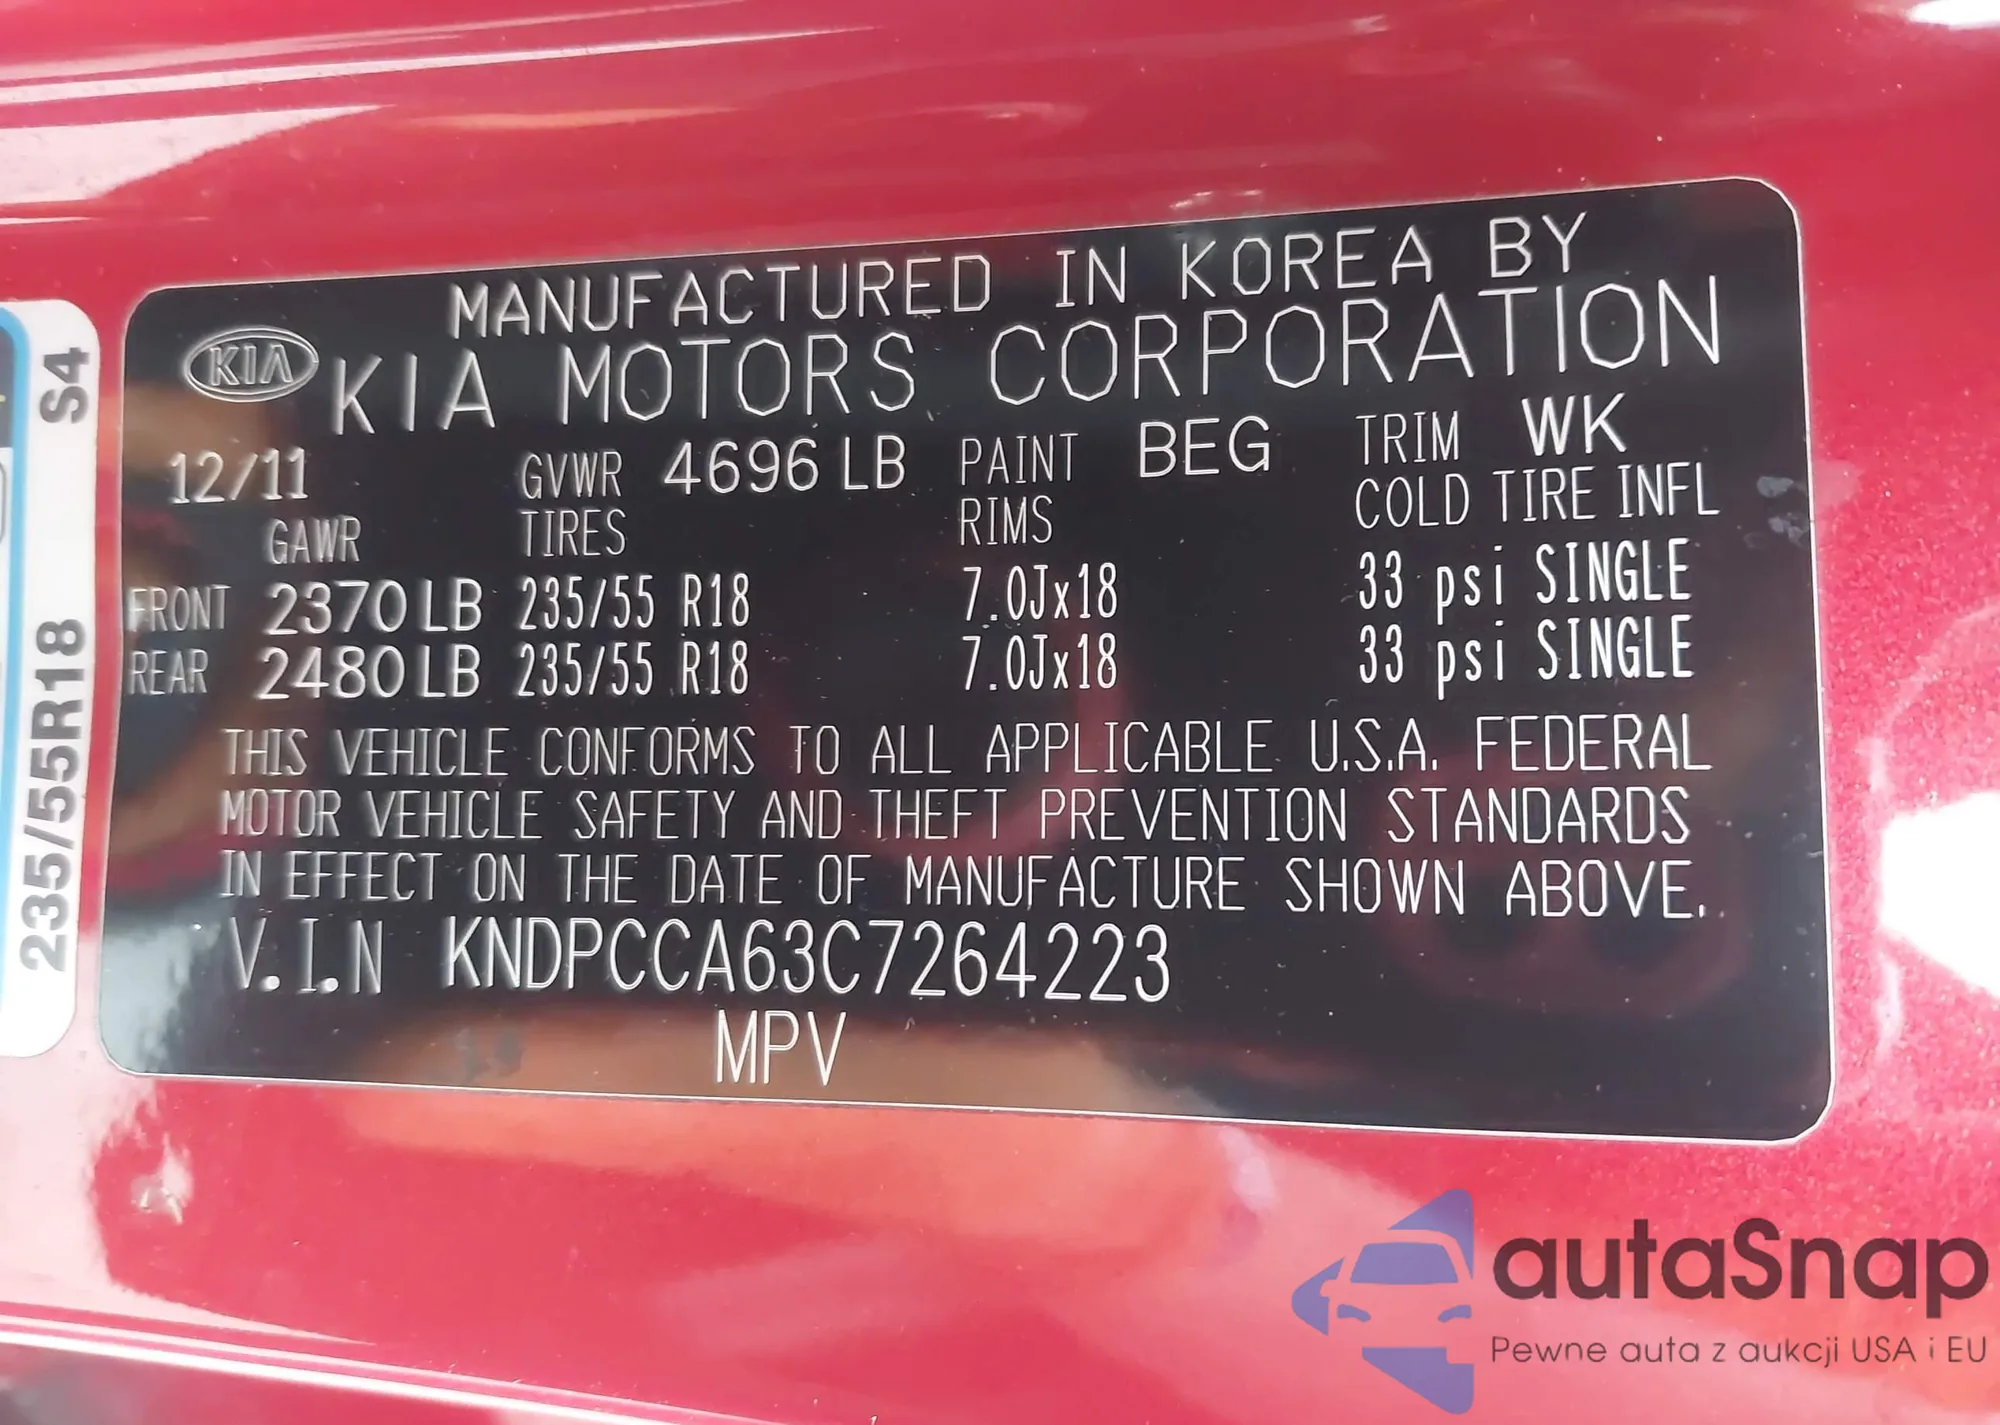 MANUFACTURED IN KOREA BY
KIA KIA MOTORS CORPORATION
12/11 GVWR 4696 LB PAINT BEG TRIM WK
GAWR TIRES RIMS COLD TIRE INFL
FRONT 2370 LB 235/55 R18 7.0Jx18 33 psi SINGLE
REAR 2480 LB 235/55 R18 7.0Jx18 33 psi SINGLE
THIS VEHICLE CONFORMS TO ALL APPLICABLE U.S.A. FEDERAL
MOTOR VEHICLE SAFETY AND THEFT PREVENTION STANDARDS
IN EFFECT ON THE DATE OF MANUFACTURE SHOWN ABOVE.
V.I.N KNDPCCA63C7264223
MPV
235/55R18 S4
autaSnap
Pewne auta z aukcji USA i EU